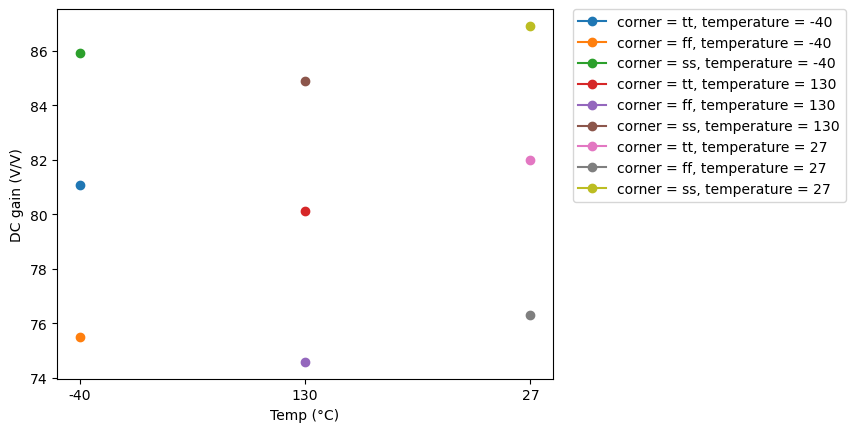 DC gain (V/V)
86
84
82
80
78
76
74
-40
130
27
Temp (°C)
corner = tt, temperature = -40
corner = ff, temperature = -40
corner = ss, temperature = -40
corner = tt, temperature = 130
corner = ff, temperature = 130
corner = ss, temperature = 130
corner = tt, temperature = 27
corner = ff, temperature = 27
corner = ss, temperature = 27